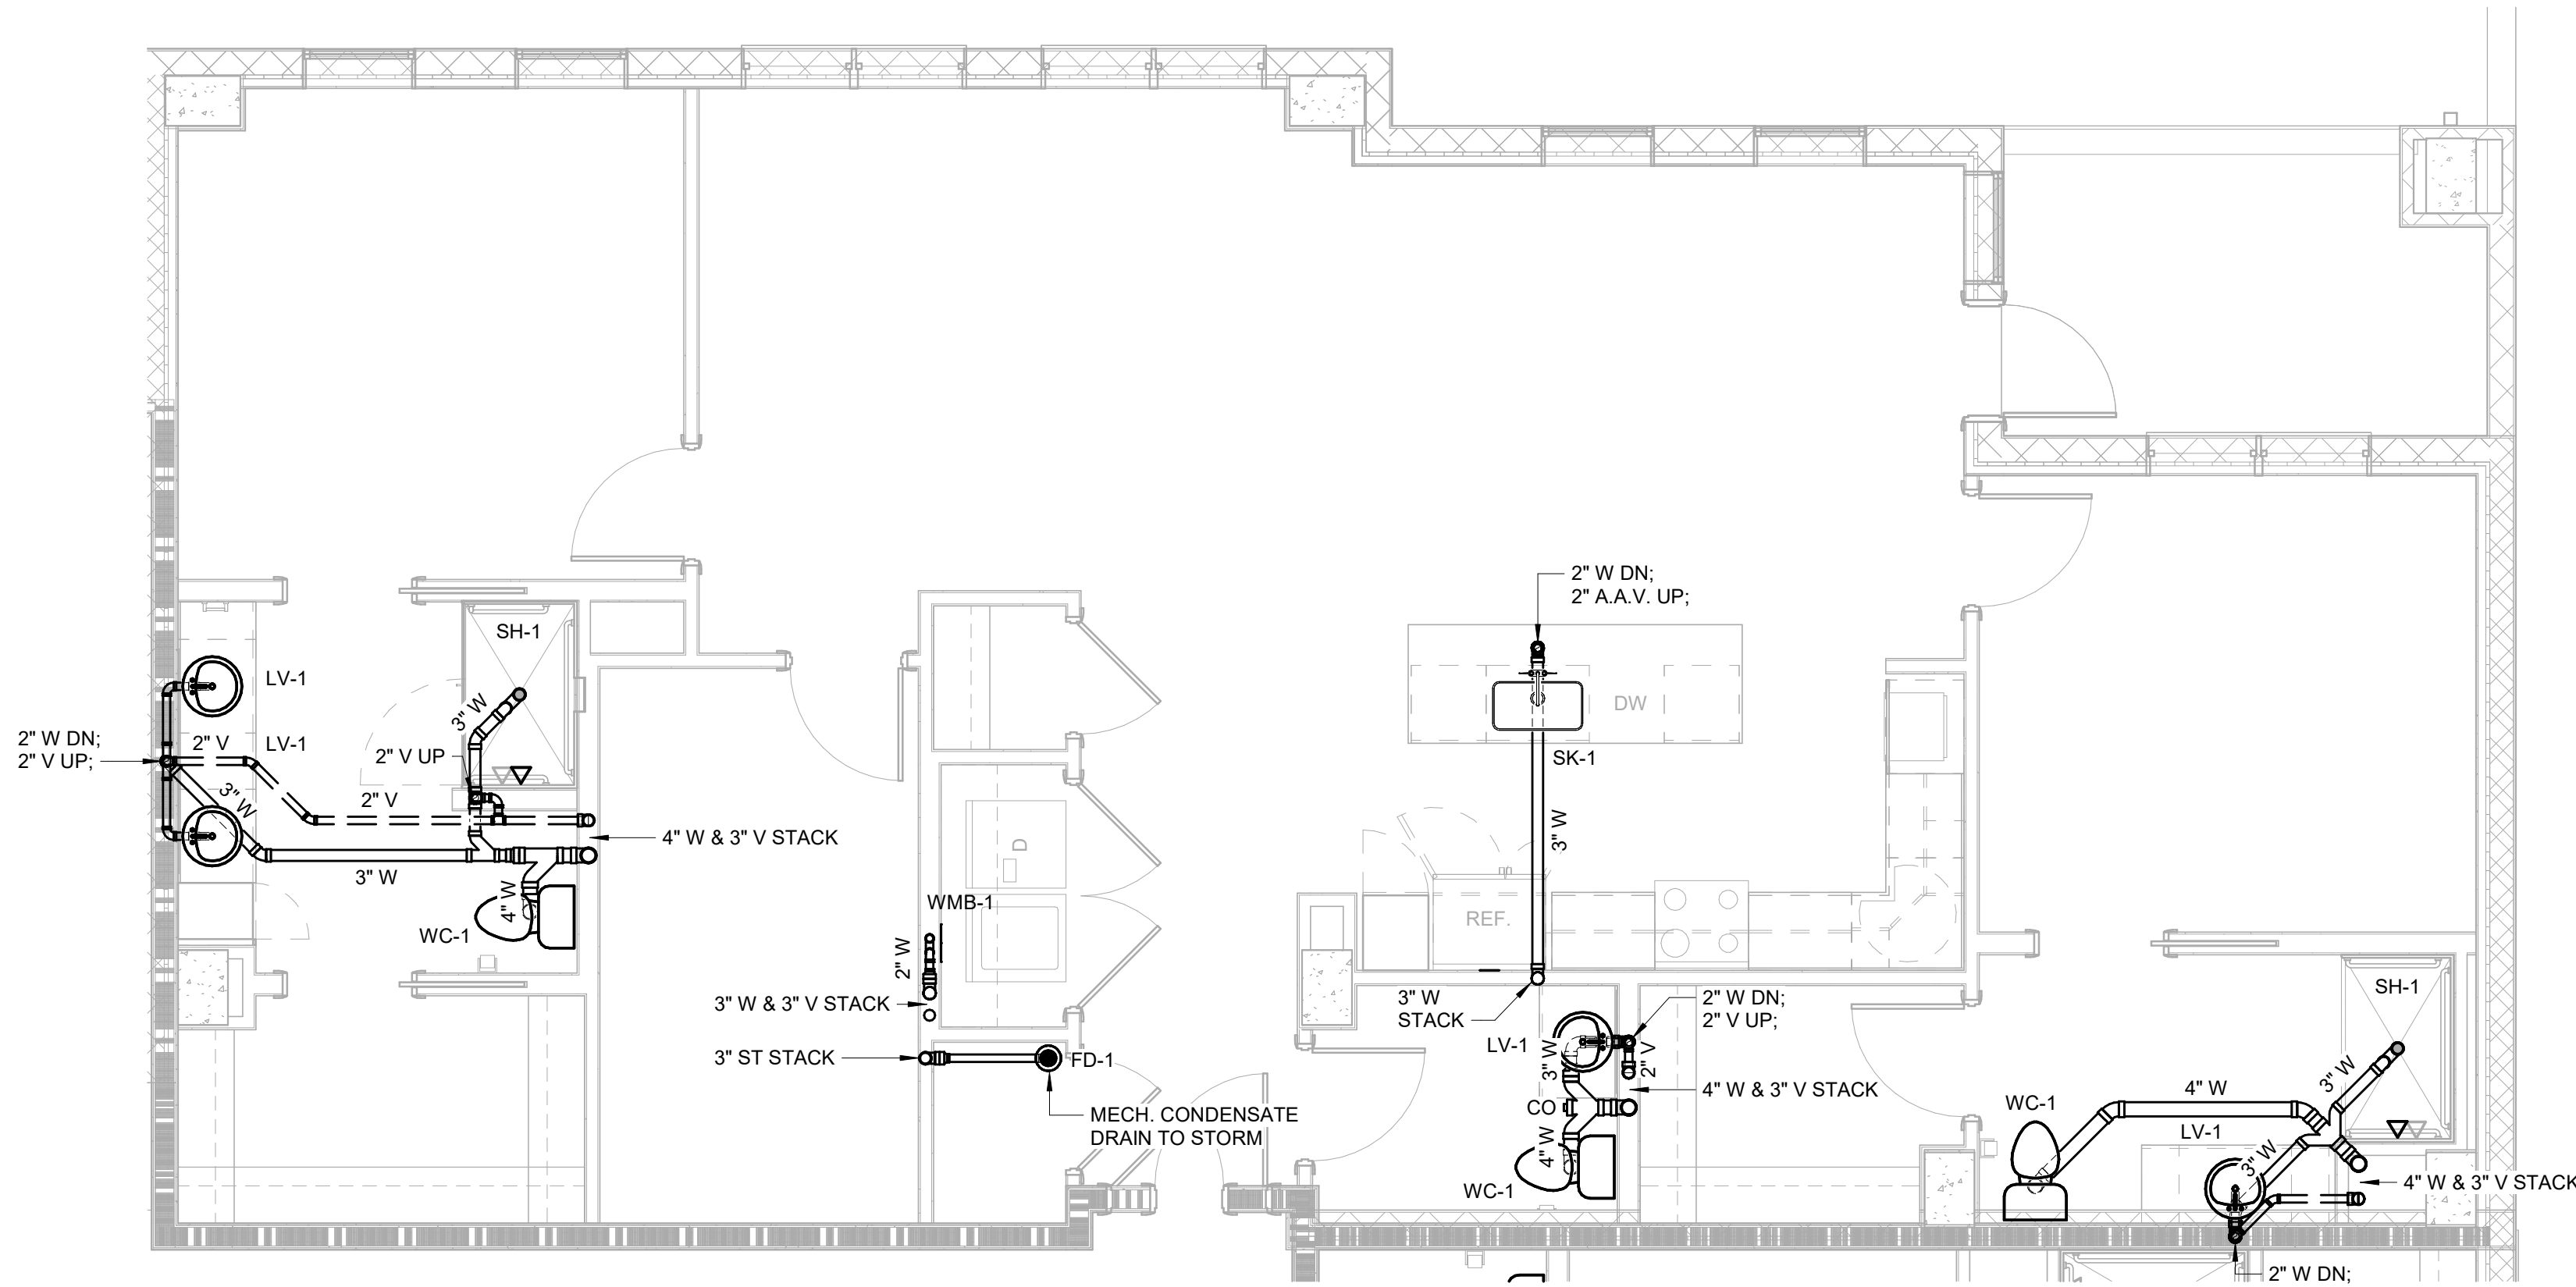 2" W DN;
2" A.A.V. UP;
SH-1
LV-1
3" W
DW
2" W DN;
2" V UP;
2" V
LV-1
2" V UP
SK-1
3" W
2" V
3" W
4" W & 3" V STACK
D
3" W
3" W
4" W
WC-1
WMB-1
REF.
2" W
3" W & 3" V STACK
3" W
STACK
2" W DN;
2" V UP;
SH-1
3" ST STACK
FD-1
LV-1
3" W
2" V
4" W & 3" V STACK
MECH. CONDENSATE
DRAIN TO STORM
CO
4" W
WC-1
WC-1
4" W
3" W
LV-1
3" W
4" W & 3" V STACK
2" W DN;